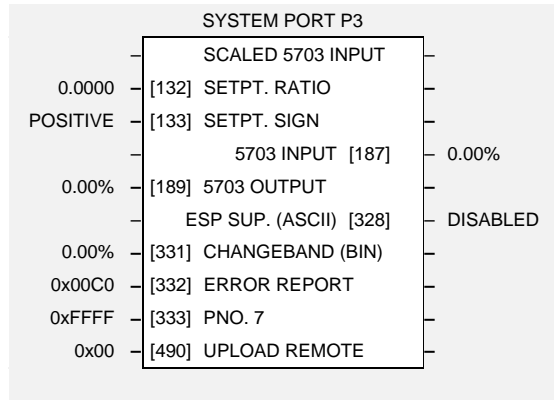 SYSTEM PORT P3
SCALED 5703 INPUT
0.0000 [132] SETPT. RATIO
POSITIVE [133] SETPT. SIGN
5703 INPUT [187] 0.00%
0.00% [189] 5703 OUTPUT
ESP SUP. (ASCII) [328] DISABLED
0.00% [331] CHANGEBAND (BIN)
0x00C0 [332] ERROR REPORT
0xFFFF [333] PNO. 7
0x00 [490] UPLOAD REMOTE